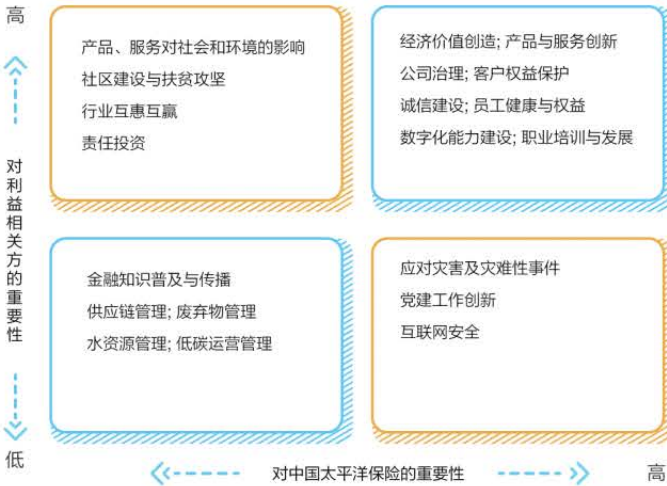 高
产品、服务对社会和环境的影响
社区建设与扶贫攻坚
行业互惠互赢
责任投资
经济价值创造; 产品与服务创新
公司治理; 客户权益保护
诚信建设; 员工健康与权益
数字化能力建设; 职业培训与发展
对利益相关方的重要性
金融知识普及与传播
供应链管理; 废弃物管理
水资源管理; 低碳运营管理
应对灾害及灾难性事件
党建工作创新
互联网安全
低
对中国太平洋保险的重要性
高